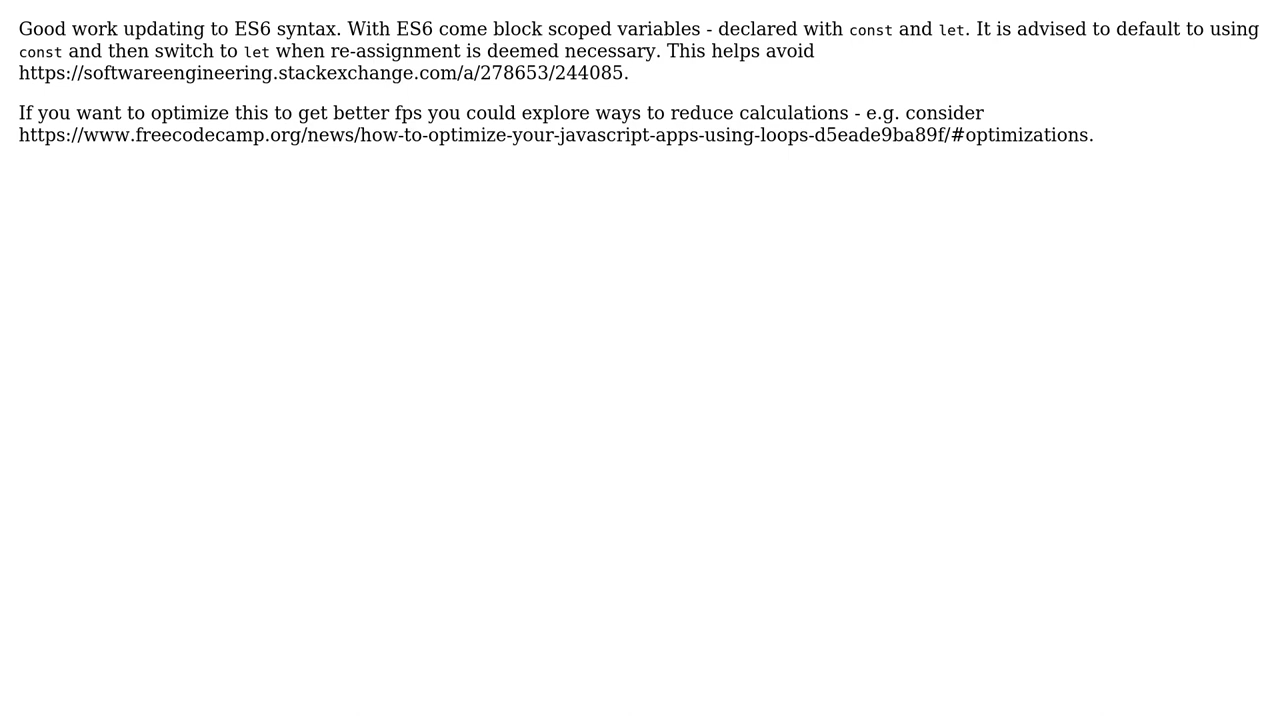 Good work updating to ES6 syntax. With ES6 come block scoped variables - declared with const and let. It is advised to default to using
const and then switch to let when re-assignment is deemed necessary. This helps avoid
https://softwareengineering.stackexchange.com/a/278653/244085.
If you want to optimize this to get better fps you could explore ways to reduce calculations - e.g. consider
https://www.freecodecamp.org/news/how-to-optimize-your-javascript-apps-using-loops-d5eade9ba89f/#optimizations.